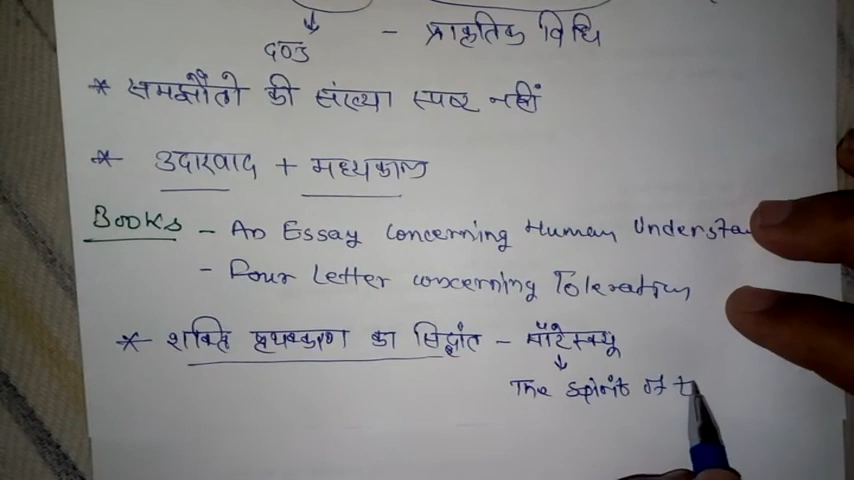 दण्ड - प्राकृतिक विधि
* समझौतो की संख्या स्पष्ट नहीं
* उदारवाद + मध्यकाल
Books - An Essay concerning Human Understa
- Four Letter concerning Toleration
* शक्ति पृथक्करण का सिद्धांत - मॉंटेस्क्यू
The spirit of t